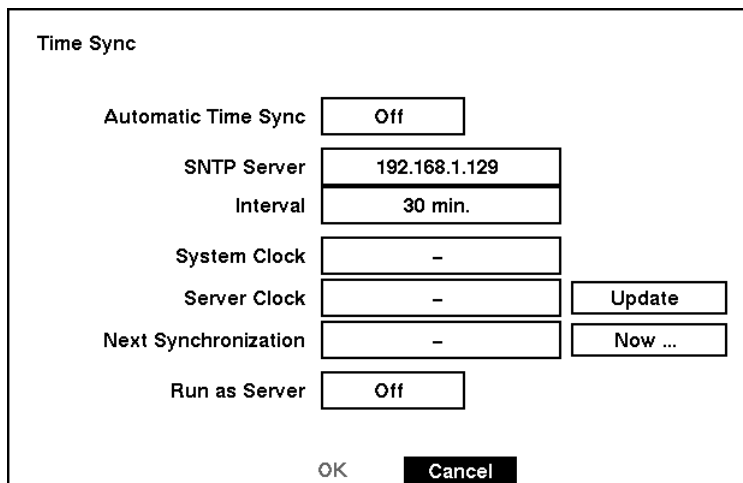 Time Sync
Automatic Time Sync Off
SNTP Server 192.168.1.129
Interval 30 min.
System Clock –
Server Clock – Update
Next Synchronization – Now ...
Run as Server Off
OK Cancel